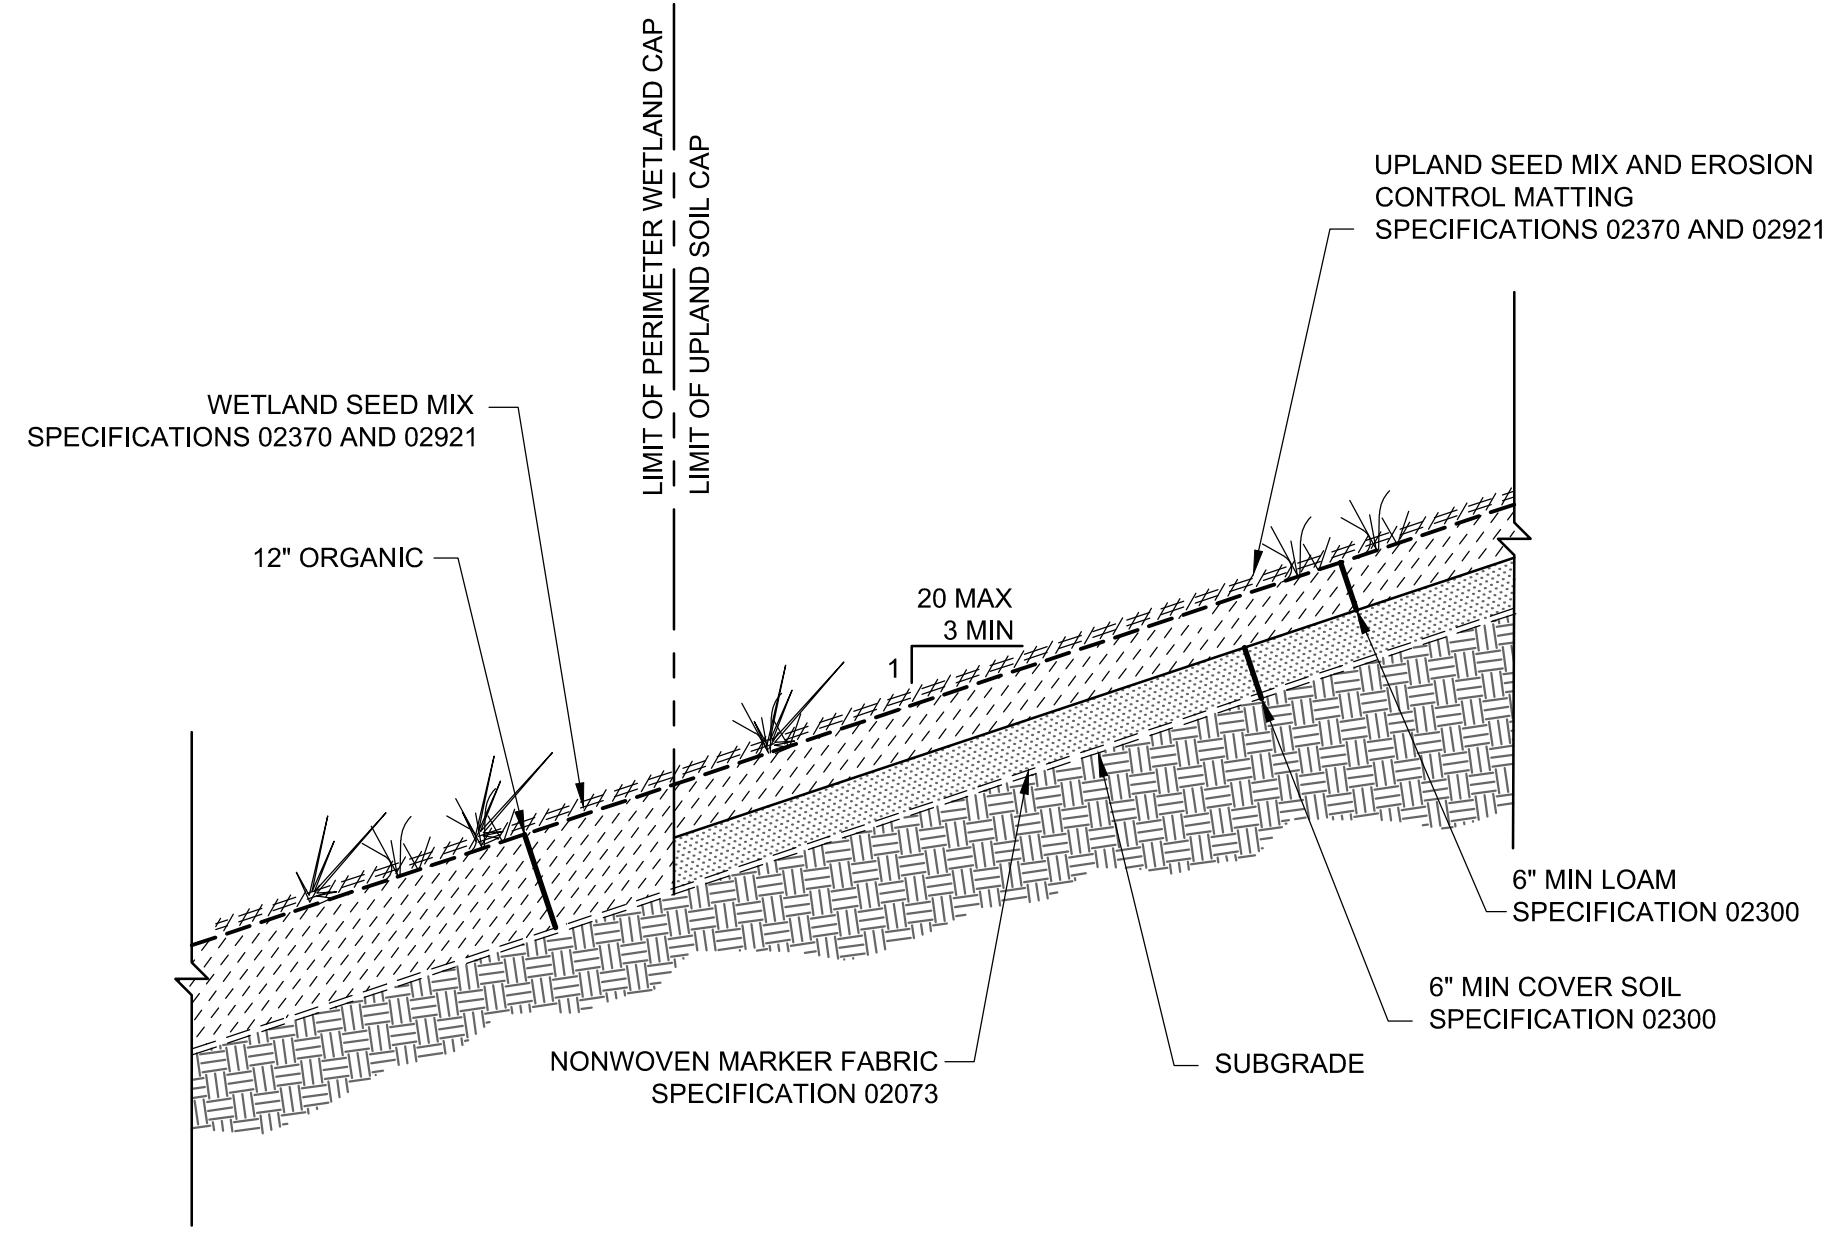 LIMIT OF PERIMETER WETLAND CAP
LIMIT OF UPLAND SOIL CAP
UPLAND SEED MIX AND EROSION
CONTROL MATTING
SPECIFICATIONS 02370 AND 02921
WETLAND SEED MIX
SPECIFICATIONS 02370 AND 02921
12" ORGANIC
20 MAX
3 MIN
1
6" MIN LOAM
SPECIFICATION 02300
6" MIN COVER SOIL
SPECIFICATION 02300
NONWOVEN MARKER FABRIC
SPECIFICATION 02073
SUBGRADE